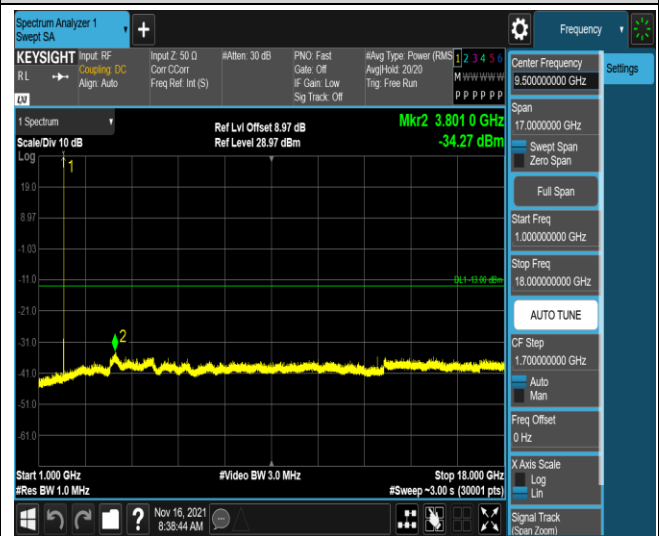 Spectrum Analyzer 1
Swept SA
Frequency
KEYSIGHT
RL
LXI
Input: RF
Coupling: DC
Align: Auto
Input Z: 50 Ω
Corr CCorr
Freq Ref: Int (S)
#Atten: 30 dB
PNO: Fast
Gate: Off
IF Gain: Low
Sig Track: Off
#Avg Type: Power (RMS
Avg|Hold: 20/20
Trig: Free Run
1 2 3 4 5 6
M W W W W W
P P P P P P
1 Spectrum
Scale/Div 10 dB
Log
Ref Lvl Offset 8.97 dB
Ref Level 28.97 dBm
Mkr2 3.801 0 GHz
-34.27 dBm
1
19.0
8.97
-1.03
-11.0
DL1 -13.00 dBm
-21.0
-31.0
2
-41.0
-51.0
-61.0
Start 1.000 GHz
#Res BW 1.0 MHz
#Video BW 3.0 MHz
Stop 18.000 GHz
#Sweep ~3.00 s (30001 pts)
?
Nov 16, 2021
8:38:44 AM
Center Frequency
9.500000000 GHz
Settings
Span
17.0000000 GHz
Swept Span
Zero Span
Full Span
Start Freq
1.000000000 GHz
Stop Freq
18.00000000 GHz
AUTO TUNE
CF Step
1.700000000 GHz
Auto
Man
Freq Offset
0 Hz
X Axis Scale
Log
Lin
Signal Track
(Span Zoom)